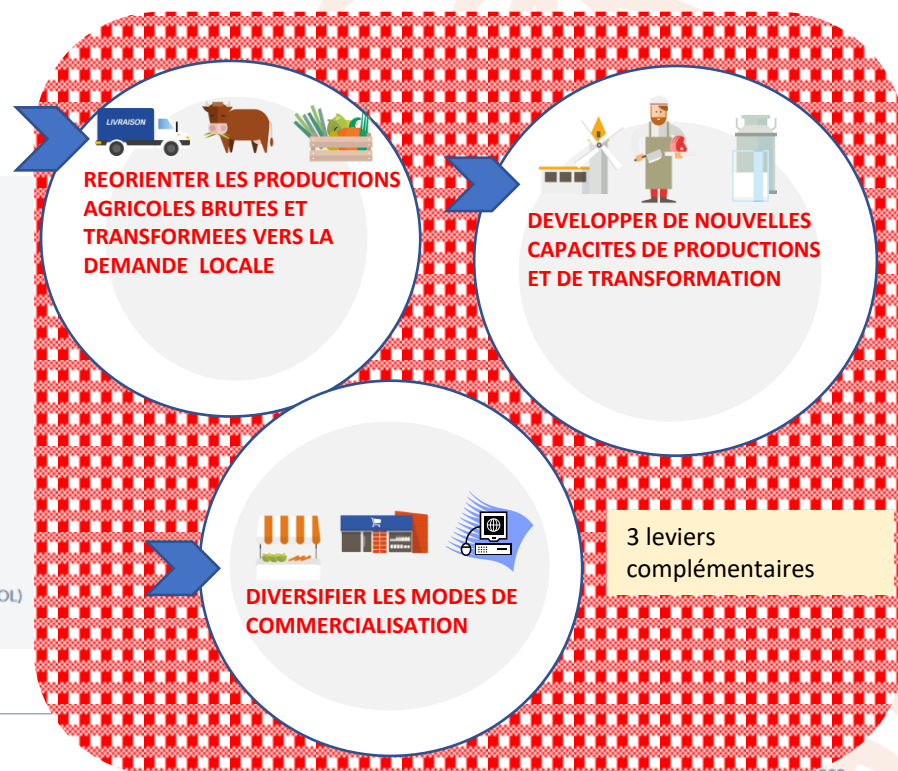 LIVRAISON
REORIENTER LES PRODUCTIONS
AGRICOLES BRUTES ET
TRANSFORMEES VERS LA
DEMANDE LOCALE
DEVELOPPER DE NOUVELLES
CAPACITES DE PRODUCTIONS
ET DE TRANSFORMATION
DIVERSIFIER LES MODES DE
COMMERCIALISATION
3 leviers
complémentaires
OL)